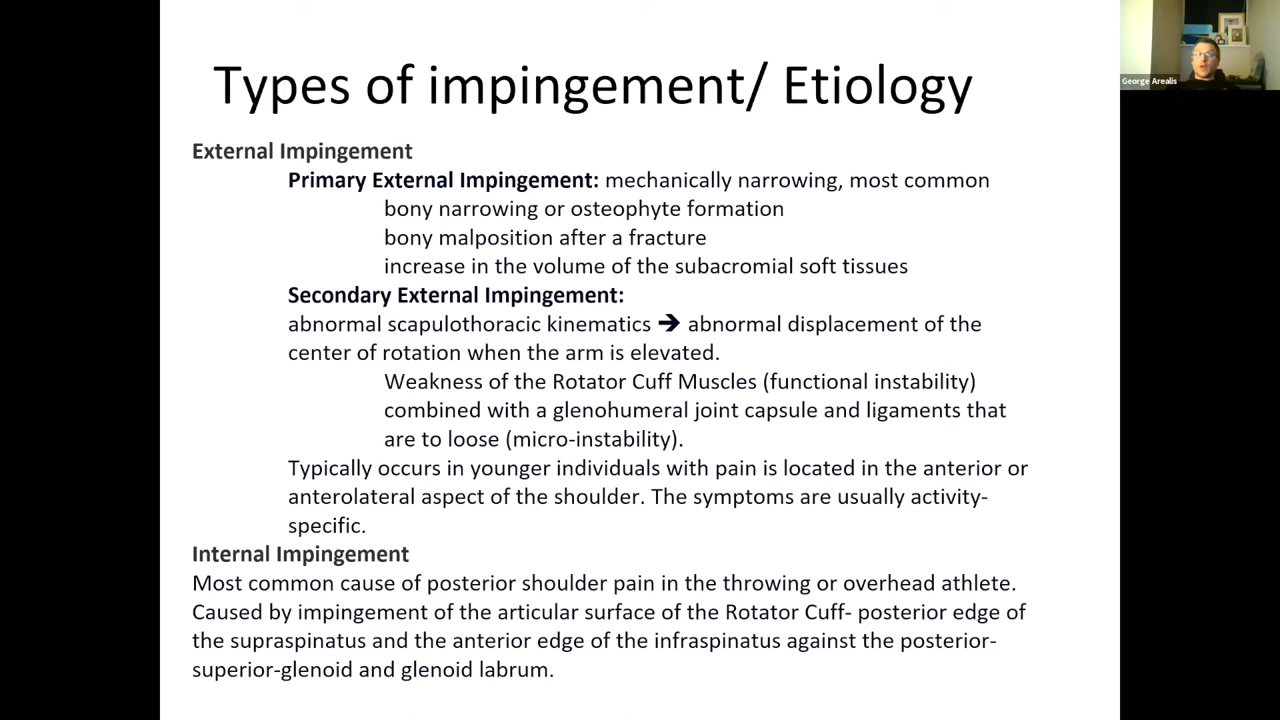 Types of impingement/ Etiology
George Arealis
External Impingement
Primary External Impingement: mechanically narrowing, most common
bony narrowing or osteophyte formation
bony malposition after a fracture
increase in the volume of the subacromial soft tissues
Secondary External Impingement:
abnormal scapulothoracic kinematics ➔ abnormal displacement of the
center of rotation when the arm is elevated.
Weakness of the Rotator Cuff Muscles (functional instability)
combined with a glenohumeral joint capsule and ligaments that
are to loose (micro-instability).
Typically occurs in younger individuals with pain is located in the anterior or
anterolateral aspect of the shoulder. The symptoms are usually activity-
specific.
Internal Impingement
Most common cause of posterior shoulder pain in the throwing or overhead athlete.
Caused by impingement of the articular surface of the Rotator Cuff- posterior edge of
the supraspinatus and the anterior edge of the infraspinatus against the posterior-
superior-glenoid and glenoid labrum.